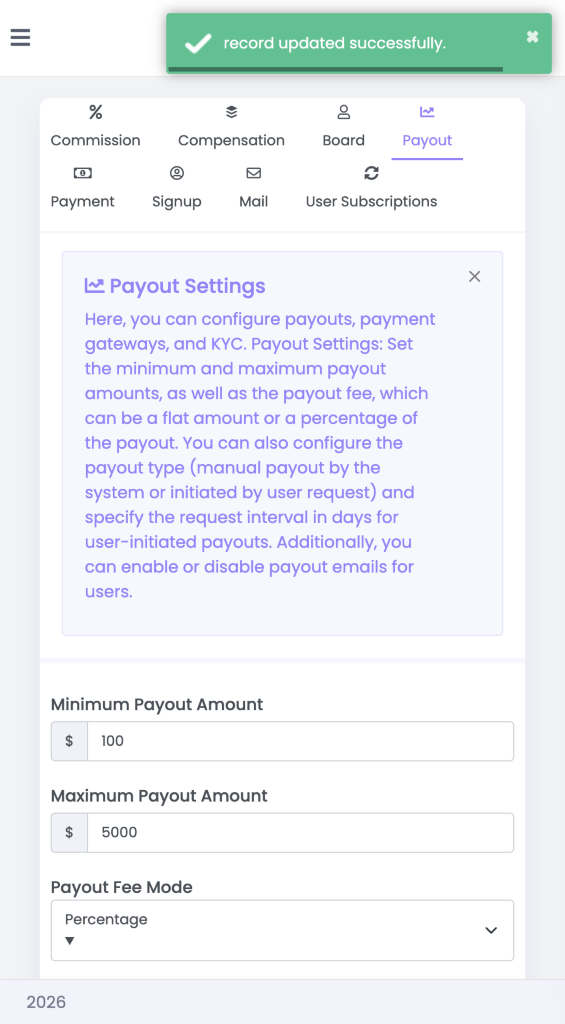 record updated successfully.
Commission
Compensation
Board
Payout
Payment
Signup
Mail
User Subscriptions
Payout Settings
Here, you can configure payouts, payment
gateways, and KYC. Payout Settings: Set
the minimum and maximum payout
amounts, as well as the payout fee, which
can be a flat amount or a percentage of
the payout. You can also configure the
payout type (manual payout by the
system or initiated by user request) and
specify the request interval in days for
user-initiated payouts. Additionally, you
can enable or disable payout emails for
users.
Minimum Payout Amount
$ 100
Maximum Payout Amount
$ 5000
Payout Fee Mode
Percentage
▼
2026